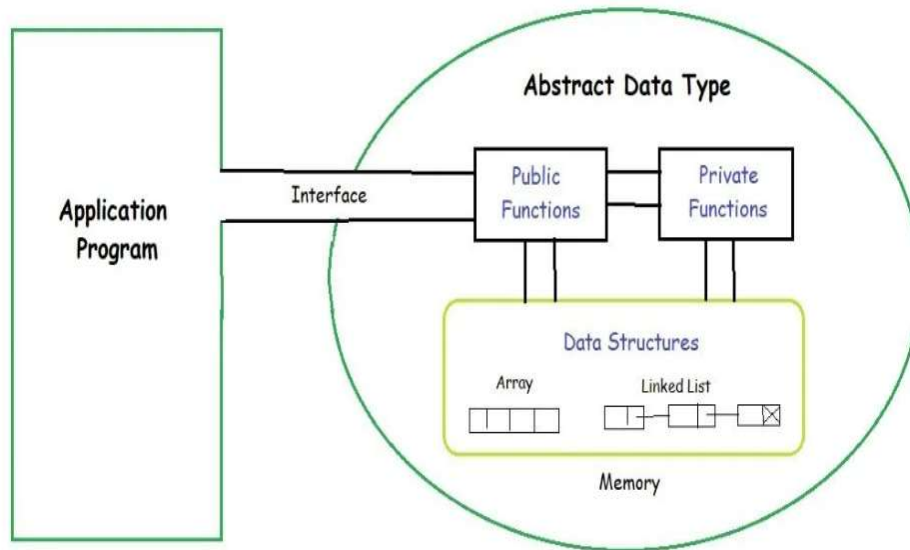 Abstract Data Type
Application
Program
Interface
Public
Functions
Private
Functions
Data Structures
Array
Linked List
Memory